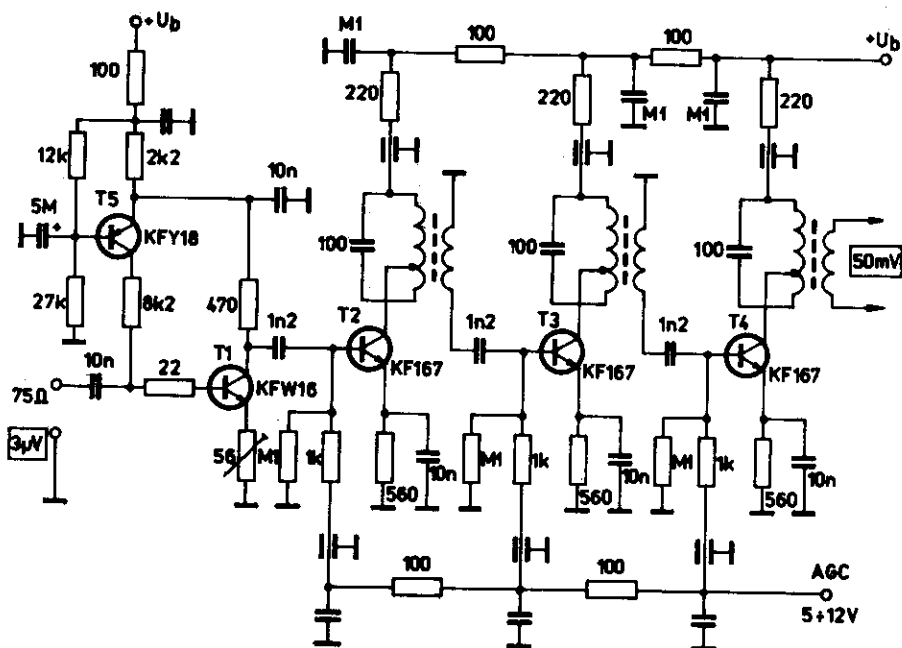 +Ub
M1
100
100
+Ub
100
220
220
M1
M1
220
12k
2k2
10n
5M
+
T5
KFY18
100
100
100
50mV
27k
8k2
470
1n2
T2
1n2
T3
1n2
T4
10n
22
T1
KFW16
KF167
KF167
KF167
75Ω
3μV
56
M1
1k
10n
M1
1k
10n
M1
1k
10n
560
560
560
100
100
AGC
5÷12V